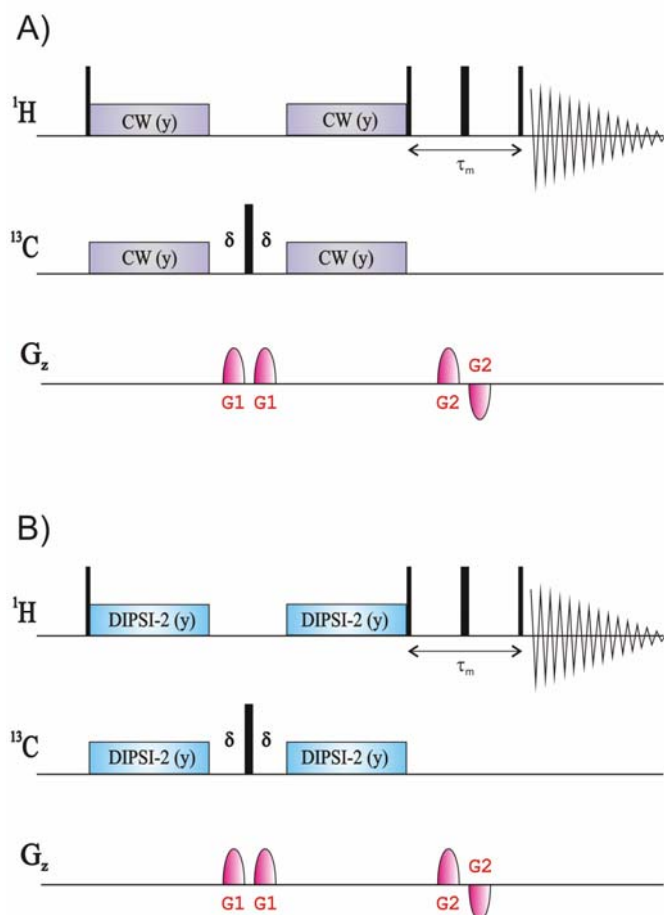 A)
¹H
CW (y) CW (y)
τm
¹³C
CW (y) δ δ CW (y)
Gz
G2
G1 G1 G2
B)
¹H
DIPSI-2 (y) DIPSI-2 (y)
τm
¹³C
DIPSI-2 (y) δ δ DIPSI-2 (y)
Gz
G2
G1 G1 G2